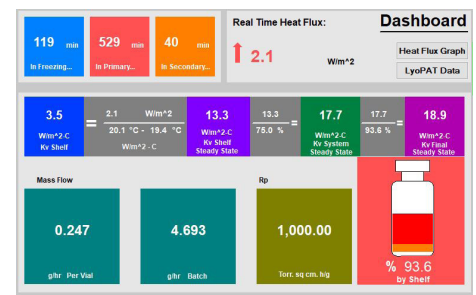 119 min
In Freezing...
529 min
In Primary...
40 min
In Secondary...
Real Time Heat Flux:
2.1
W/m^2
Dashboard
Heat Flux Graph
LyoPAT Data
3.5
W/m^2-C
Kv Shelf
=
2.1 W/m^2
20.1 °C - 19.4 °C
W/m^2 - C
=
13.3
W/m^2-C
Kv Shelf
Steady State
13.3
75.0 %
=
17.7
W/m^2-C
Kv System
Steady State
17.7
93.6 %
=
18.9
W/m^2-C
Kv Final
Steady State
Mass Flow
0.247
g/hr Per Vial
4.693
g/hr Batch
Rp
1,000.00
Torr. sq cm. h/g
% 93.6
by Shelf